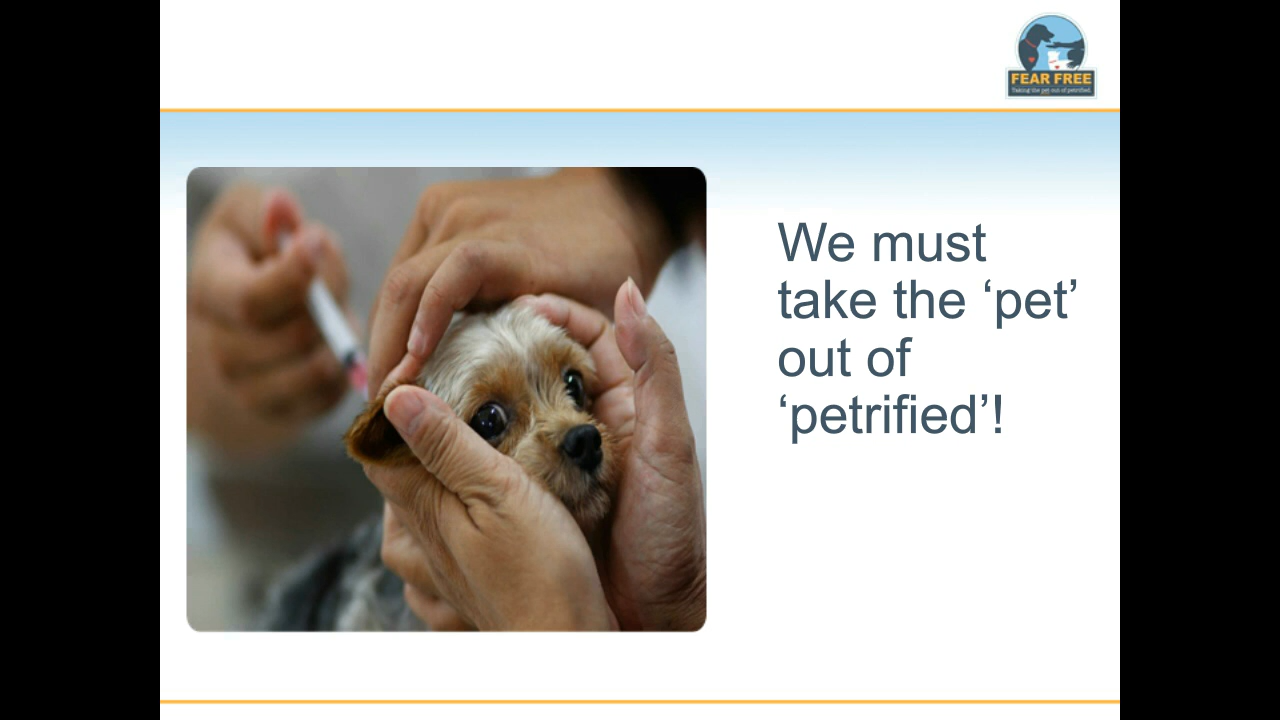 FEAR FREE
Taking the pet out of petrified.
We must
take the ‘pet’
out of
‘petrified’!